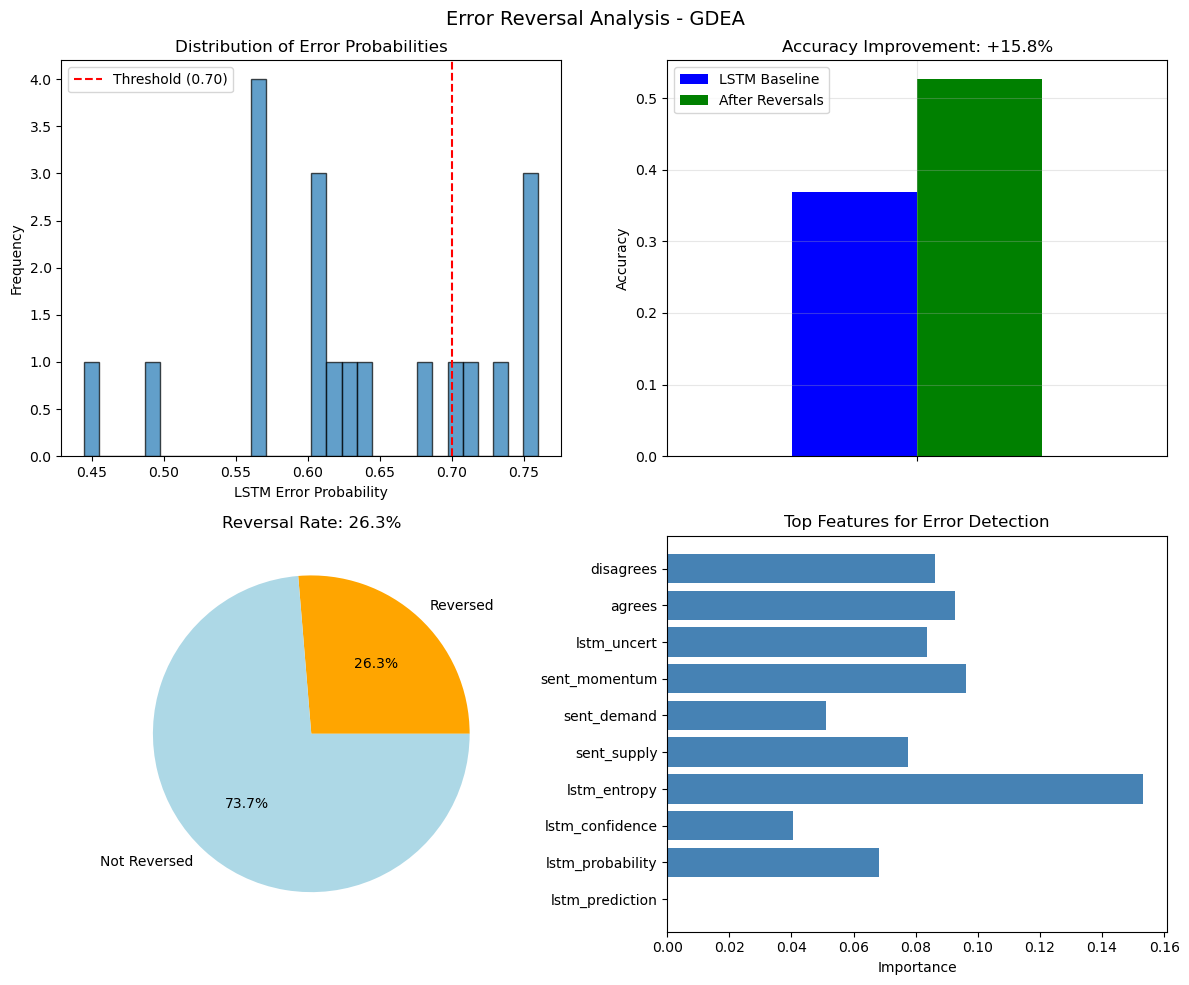 Error Reversal Analysis - GDEA
Distribution of Error Probabilities
Threshold (0.70)
4.0
3.5
3.0
2.5
2.0
1.5
1.0
0.5
0.0
Frequency
0.45 0.50 0.55 0.60 0.65 0.70 0.75
LSTM Error Probability
Accuracy Improvement: +15.8%
LSTM Baseline
After Reversals
0.5
0.4
0.3
0.2
0.1
0.0
Accuracy
Reversal Rate: 26.3%
Reversed
26.3%
73.7%
Not Reversed
Top Features for Error Detection
disagrees
agrees
lstm_uncert
sent_momentum
sent_demand
sent_supply
lstm_entropy
lstm_confidence
lstm_probability
lstm_prediction
0.00 0.02 0.04 0.06 0.08 0.10 0.12 0.14 0.16
Importance